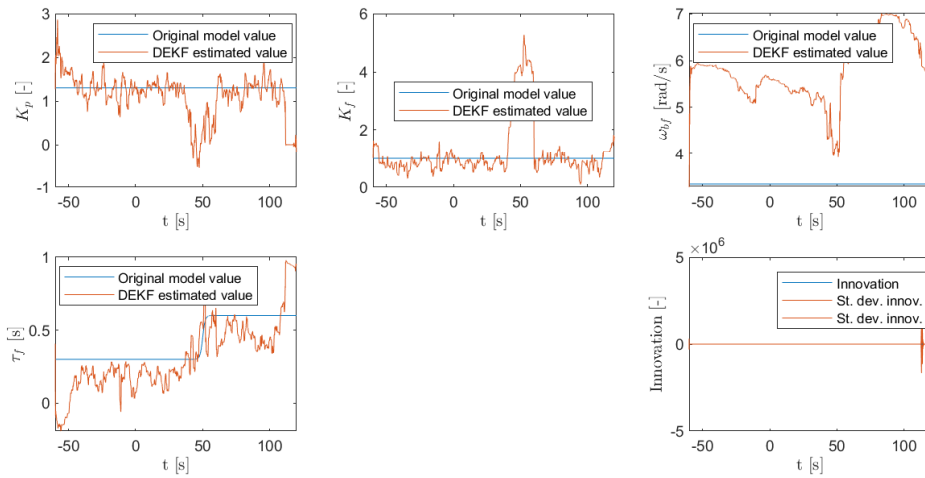 3
2
1
0
-1
K_p [-]
Original model value
DEKF estimated value
-50 0 50 100
t [s]
6
4
2
0
K_f [-]
Original model value
DEKF estimated value
-50 0 50 100
t [s]
7
6
5
4
ω_bf [rad/s]
Original model value
DEKF estimated value
-50 0 50 100
t [s]
1
0.5
0
τ_f [s]
Original model value
DEKF estimated value
-50 0 50 100
t [s]
×10^6
5
0
-5
Innovation [-]
Innovation
St. dev. innov.
St. dev. innov.
-50 0 50 100
t [s]